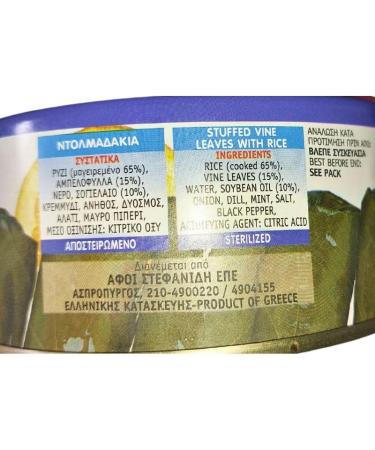 ΝΤΟΛΜΑΔΑΚΙΑ
ΣΥΣΤΑΤΙΚΑ
ΡΥΖΙ (μαγειρεμένο 65%),
ΑΜΠΕΛΟΦΥΛΛΑ (15%),
ΝΕΡΟ, ΣΟΓΙΕΛΑΙΟ (10%),
ΚΡΕΜΜΥΔΙ, ΑΝΗΘΟΣ, ΔΥΟΣΜΟΣ,
ΑΛΑΤΙ, ΜΑΥΡΟ ΠΙΠΕΡΙ,
ΜΕΣΟ ΟΞΙΝΙΣΗΣ: ΚΙΤΡΙΚΟ ΟΞΥ
ΑΠΟΣΤΕΙΡΩΜΕΝΟ
STUFFED VINE
LEAVES WITH RICE
INGREDIENTS
RICE (cooked 65%),
VINE LEAVES (15%),
WATER, SOYBEAN OIL (10%),
ONION, DILL, MINT, SALT,
BLACK PEPPER,
ACIDIFYING AGENT: CITRIC ACID
STERILIZED
ΑΝΑΛΩΣΗ ΚΑΤΑ
ΠΡΟΤΙΜΗΣΗ ΠΡΙΝ ΑΠΟ:
ΒΛΕΠΕ ΣΥΣΚΕΥΑΣΙΑ
BEST BEFORE END:
SEE PACK
Διανέμεται από
ΑΦΟΙ ΣΤΕΦΑΝΙΔΗ ΕΠΕ
ΑΣΠΡΟΠΥΡΓΟΣ, 210-4900220 / 4904155
ΕΛΛΗΝΙΚΗΣ ΚΑΤΑΣΚΕΥΗΣ-PRODUCT OF GREECE